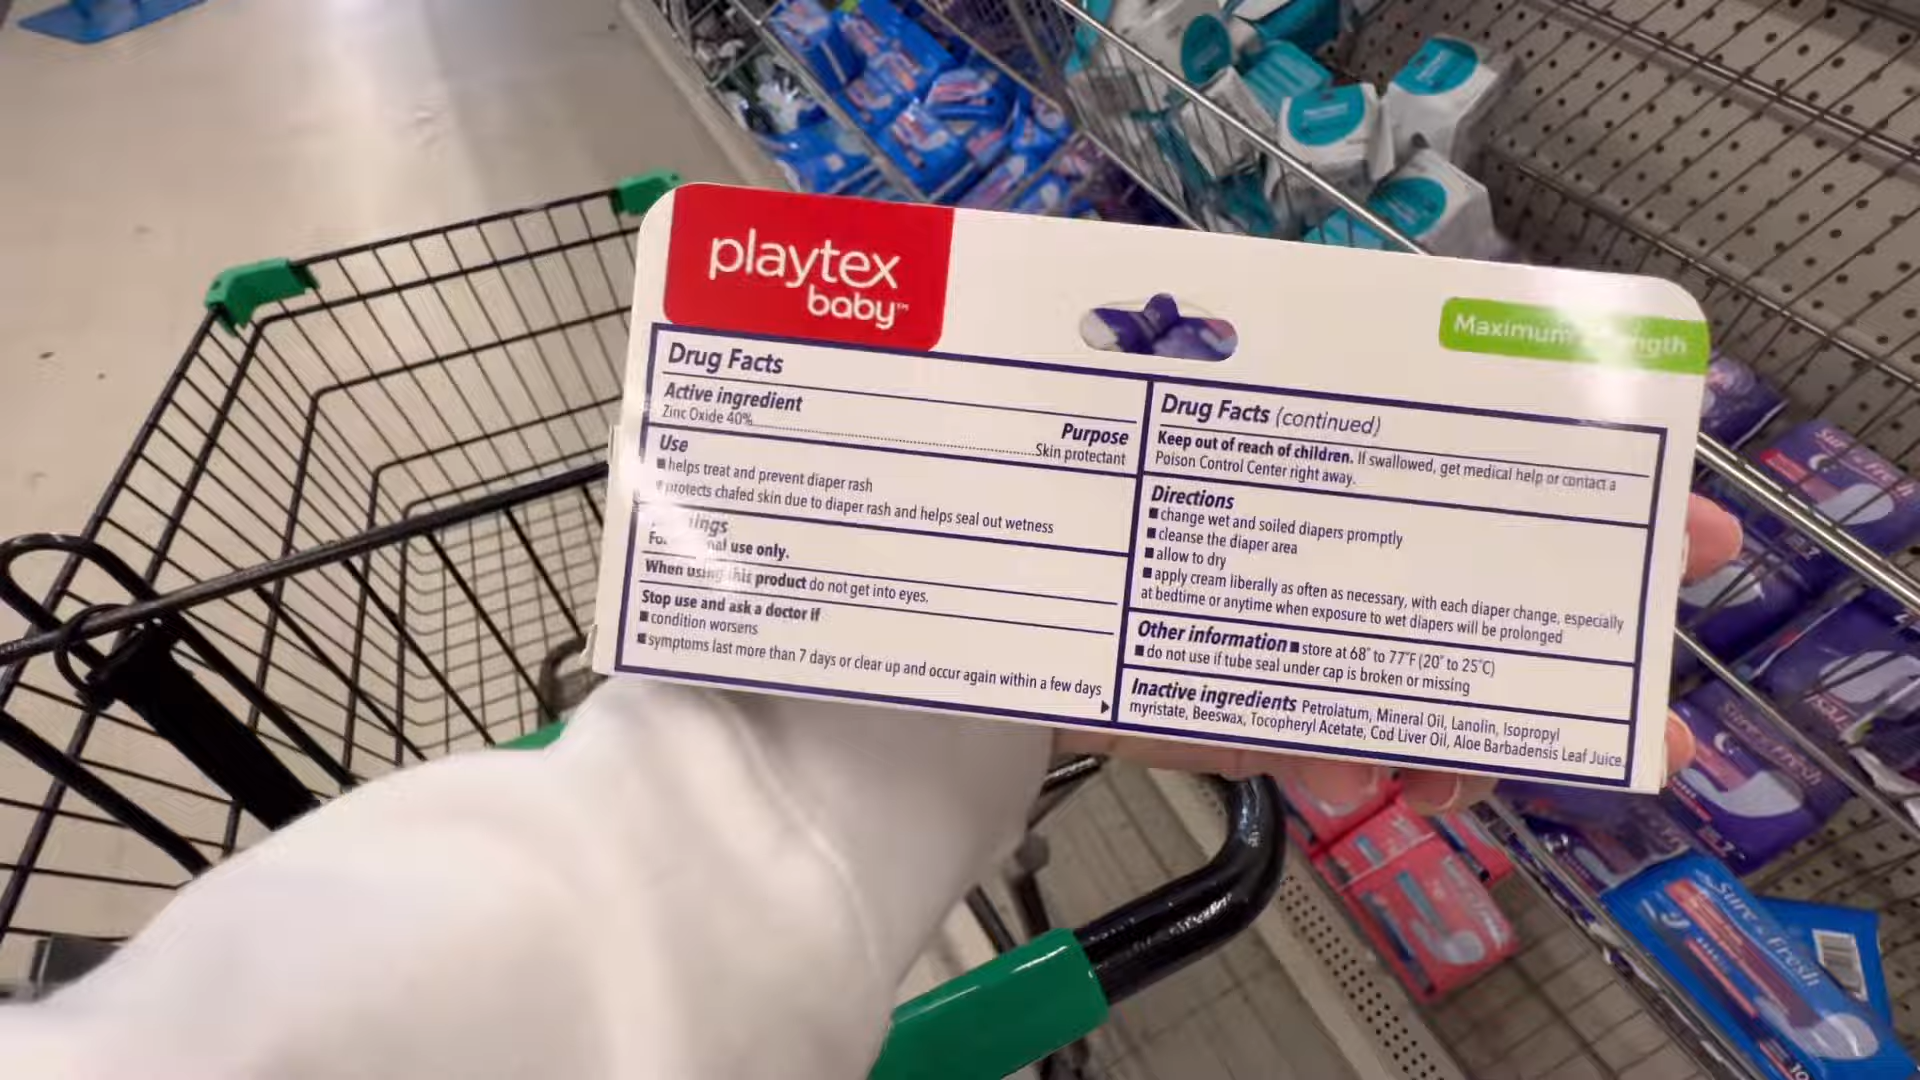 playtex
baby™
Maximum
Drug Facts
Active ingredient
Purpose
Zinc Oxide 40%
Skin protectant
Use
■ helps treat and prevent diaper rash
■ protects chafed skin due to diaper rash and helps seal out wetness
use only.
When using this product do not get into eyes.
Stop use and ask a doctor if
■ condition worsens
■ symptoms last more than 7 days or clear up and occur again within a few days
Drug Facts (continued)
Keep out of reach of children. If swallowed, get medical help or contact a
Poison Control Center right away.
Directions
■ change wet and soiled diapers promptly
■ cleanse the diaper area
■ allow to dry
■ apply cream liberally as often as necessary, with each diaper change, especially
at bedtime or anytime when exposure to wet diapers will be prolonged
Other information ■ store at 68° to 77°F (20° to 25°C)
■ do not use if tube seal under cap is broken or missing
Inactive ingredients Petrolatum, Mineral Oil, Lanolin, Isopropyl
myristate, Beeswax, Tocopheryl Acetate, Cod Liver Oil, Aloe Barbadensis Leaf Juice.
Sure & Fresh
Sure & Fresh
Sure & Fresh